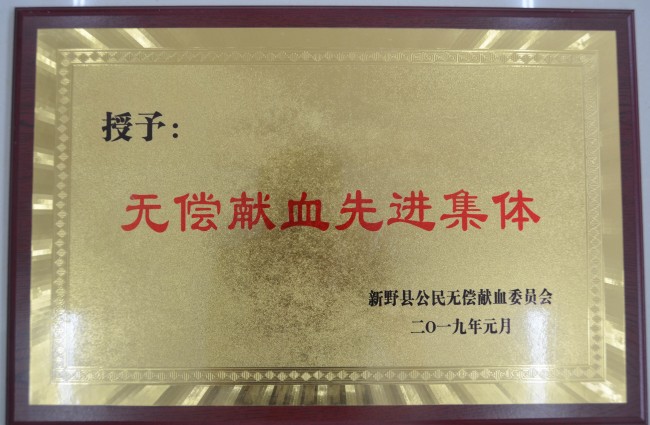 授予：
无偿献血先进集体
新野县公民无偿献血委员会
二〇一九年元月